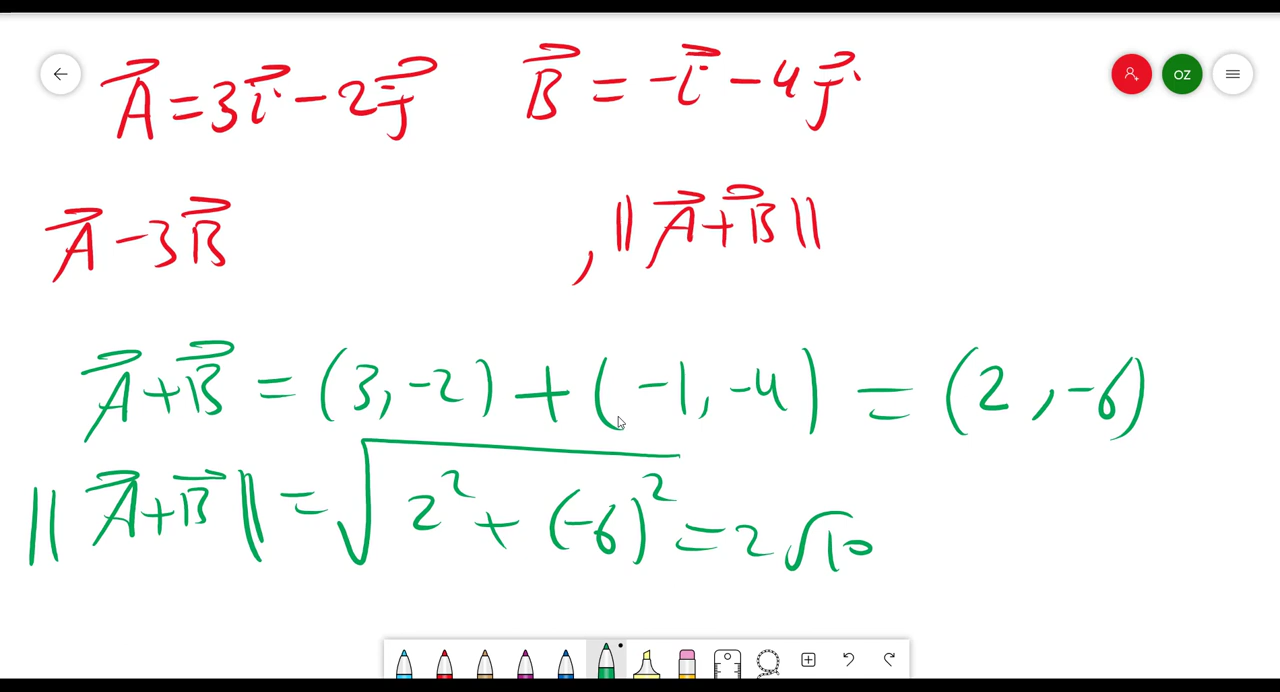 A⃗ = 3i⃗ - 2j⃗    B⃗ = -i⃗ - 4j⃗
OZ
A⃗ - 3B⃗    , ||A⃗ + B⃗||
A⃗ + B⃗ = (3, -2) + (-1, -4) = (2, -6)
||A⃗ + B⃗|| = √(2² + (-6)²) = 2√10